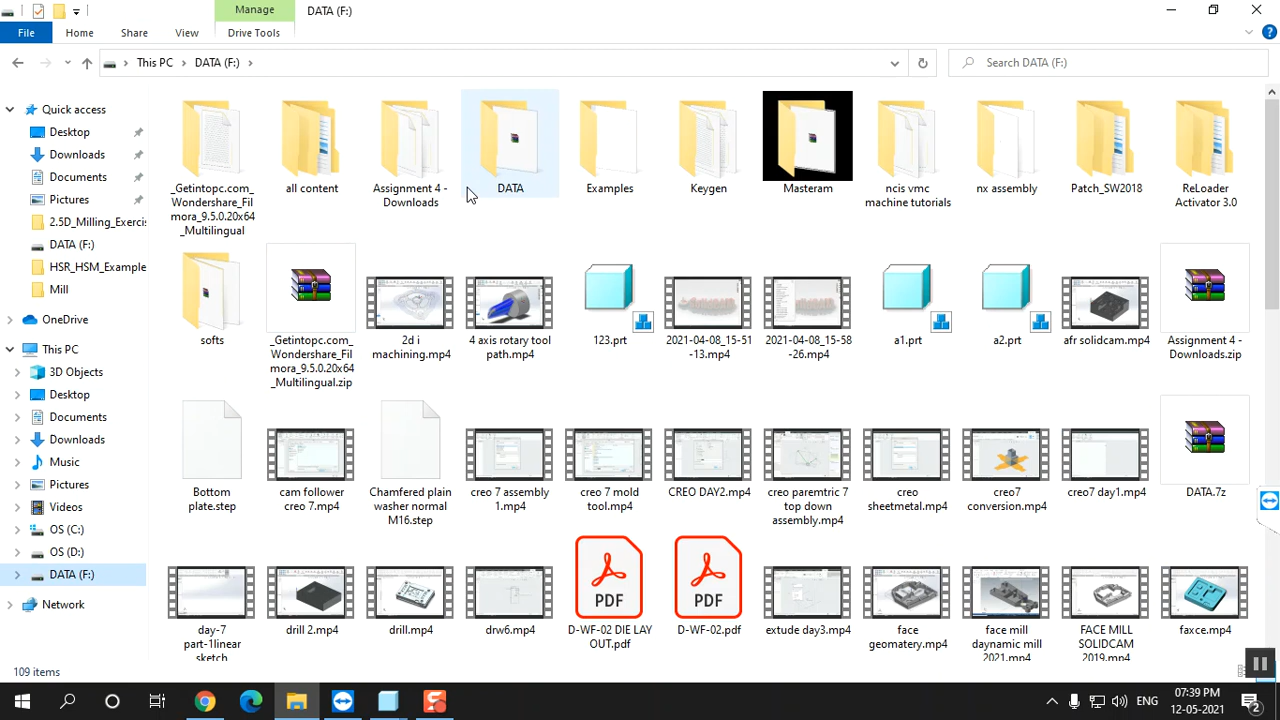 Manage
DATA (F:)
File
Home
Share
View
Drive Tools
This PC
DATA (F:)
Search DATA (F:)
Quick access
Desktop
Downloads
Documents
Pictures
2.5D_Milling_Exercis
DATA (F:)
HSR_HSM_Example
Mill
OneDrive
This PC
3D Objects
Desktop
Documents
Downloads
Music
Pictures
Videos
OS (C:)
OS (D:)
DATA (F:)
Network
_Getintopc.com_
Wondershare_Fil
mora_9.5.0.20x64
_Multilingual
all content
Assignment 4 -
Downloads
DATA
Examples
Keygen
Masteram
ncis vmc
machine tutorials
nx assembly
Patch_SW2018
ReLoader
Activator 3.0
softs
_Getintopc.com_
Wondershare_Fil
mora_9.5.0.20x64
_Multilingual.zip
2d i
machining.mp4
4 axis rotary tool
path.mp4
123.prt
2021-04-08_15-51
-13.mp4
2021-04-08_15-58
-26.mp4
a1.prt
a2.prt
afr solidcam.mp4
Assignment 4 -
Downloads.zip
Bottom
plate.step
cam follower
creo 7.mp4
Chamfered plain
washer normal
M16.step
creo 7 assembly
1.mp4
creo 7 mold
tool.mp4
CREO DAY2.mp4
creo paremtric 7
top down
assembly.mp4
creo
sheetmetal.mp4
creo7
conversion.mp4
creo7 day1.mp4
DATA.7z
day-7
part-1linear
sketch
drill 2.mp4
drill.mp4
drw6.mp4
PDF
D-WF-02 DIE LAY
OUT.pdf
PDF
D-WF-02.pdf
extude day3.mp4
face
geomatery.mp4
face mill
daynamic mill
2021.mp4
FACE MILL
SOLIDCAM
2019.mp4
faxce.mp4
109 items
ENG
07:39 PM
12-05-2021
2